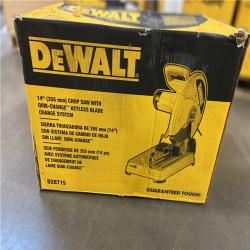 DEWALT
14" (355 mm) CHOP SAW WITH
QUIK-CHANGE™ KEYLESS BLADE
CHANGE SYSTEM
SIERRA TRONZADORA DE 355 mm (14")
CON SISTEMA DE CAMBIO DE HOJA
SIN LLAVE QUIK-CHANGE™
SCIE PENDULE DE 355 mm (14 po)
AVEC SYSTÈME AUTOMATIQUE
DE CHANGEMENT DE
LAME QUIK-CHANGE™
D28715
GUARANTEED TOUGH.